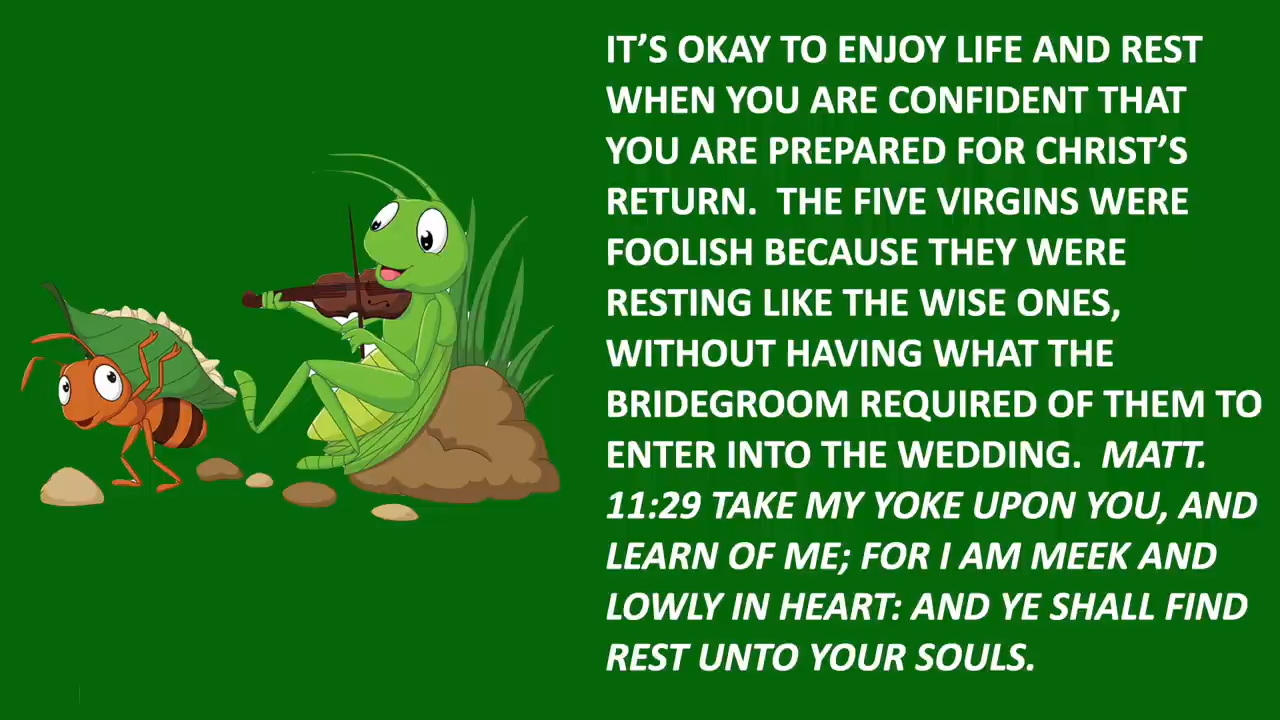 IT’S OKAY TO ENJOY LIFE AND REST
WHEN YOU ARE CONFIDENT THAT
YOU ARE PREPARED FOR CHRIST’S
RETURN.  THE FIVE VIRGINS WERE
FOOLISH BECAUSE THEY WERE
RESTING LIKE THE WISE ONES,
WITHOUT HAVING WHAT THE
BRIDEGROOM REQUIRED OF THEM TO
ENTER INTO THE WEDDING.  MATT.
11:29 TAKE MY YOKE UPON YOU, AND
LEARN OF ME; FOR I AM MEEK AND
LOWLY IN HEART: AND YE SHALL FIND
REST UNTO YOUR SOULS.